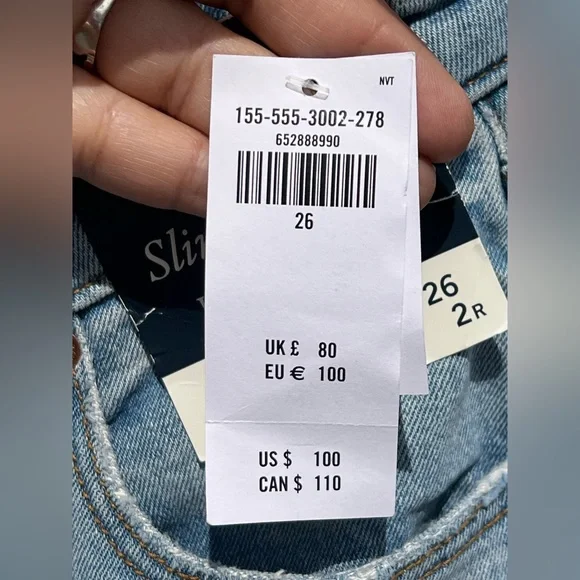 NVT
155-555-3002-278
652888990
26
UK £ 80
EU € 100
US $ 100
CAN $ 110
26
2R